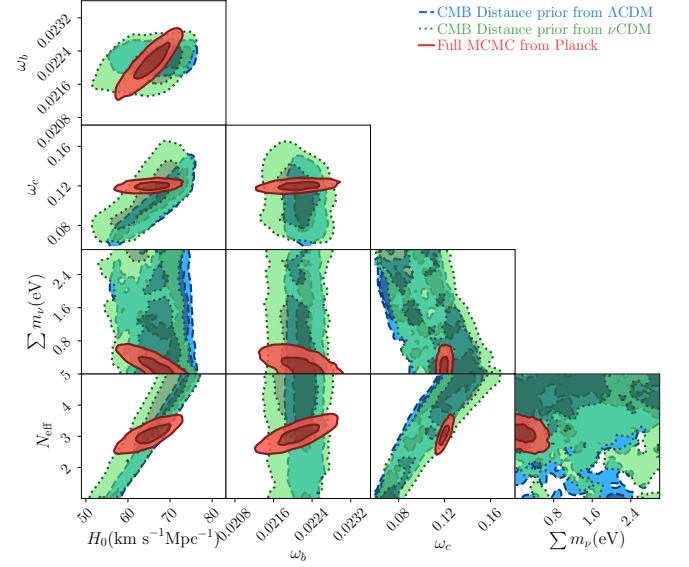 CMB Distance prior from ΛCDM
CMB Distance prior from νCDM
Full MCMC from Planck
ω_b
0.0232
0.0224
0.0216
0.0208
ω_c
0.16
0.12
0.08
∑ m_ν(eV)
2.4
1.6
0.8
N_eff
5
4
3
2
50 60 70 80
H_0(km s^{-1}Mpc^{-1})
0.0208 0.0216 0.0224 0.0232
ω_b
0.08 0.12 0.16
ω_c
0.8 1.6 2.4
∑ m_ν(eV)